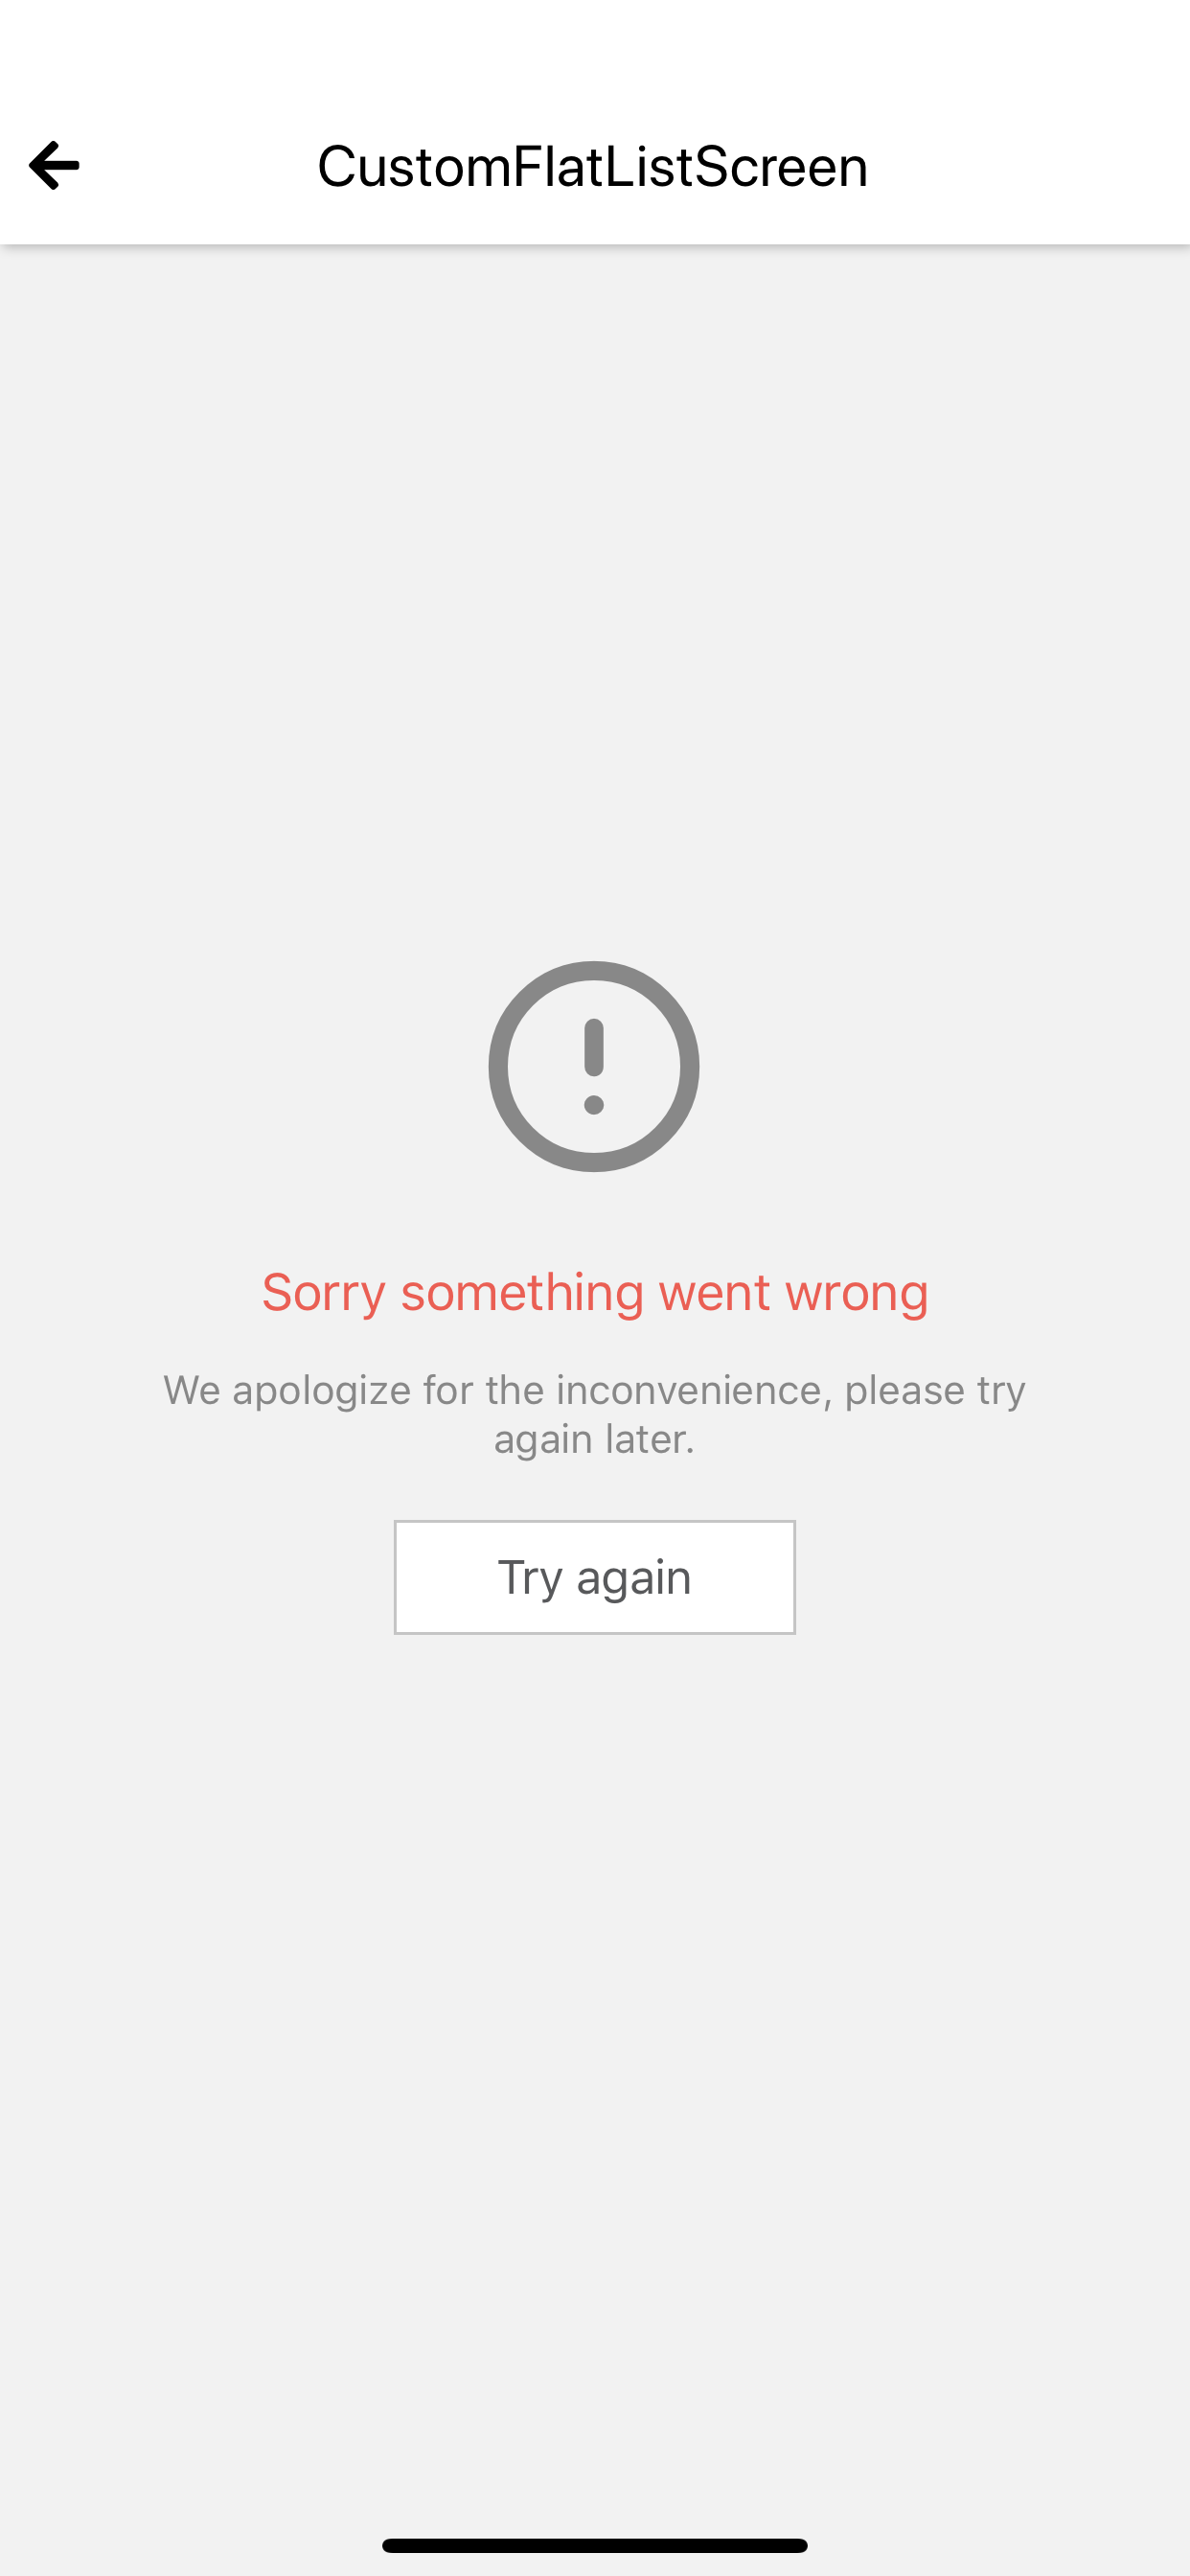 CustomFlatListScreen
Sorry something went wrong
We apologize for the inconvenience, please try
again later.
Try again